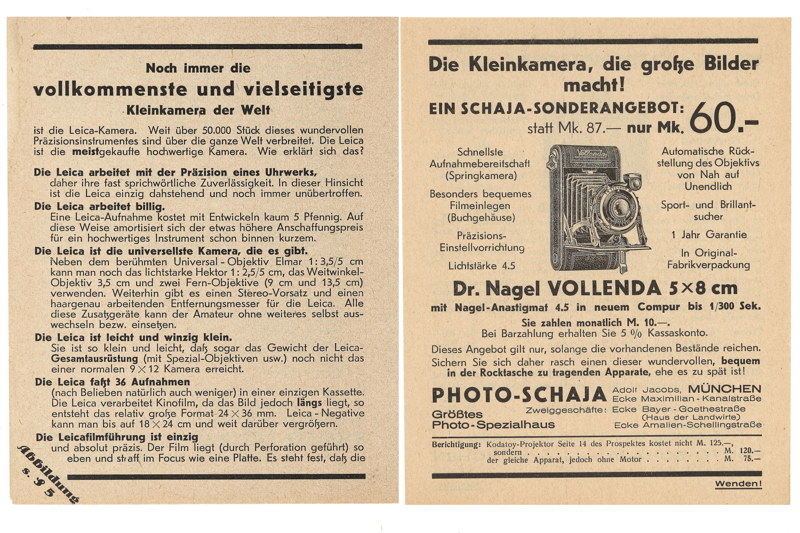 Noch immer die
vollkommenste und vielseitigste
Kleinkamera der Welt
ist die Leica-Kamera. Weit über 50.000 Stück dieses wundervollen
Präzisionsinstrumentes sind über die ganze Welt verbreitet. Die Leica
ist die meistgekaufte hochwertige Kamera. Wie erklärt sich das?
Die Leica arbeitet mit der Präzision eines Uhrwerks,
daher ihre fast sprichwörtliche Zuverlässigkeit. In dieser Hinsicht
ist die Leica einzig dahstehend und noch immer unübertroffen.
Die Leica arbeitet billig.
Eine Leica-Aufnahme kostet mit Entwickeln kaum 5 Pfennig. Auf
diese Weise amortisiert sich der etwas höhere Anschaffungspreis
für ein hochwertiges Instrument schon binnen kurzem.
Die Leica ist die universellste Kamera, die es gibt.
Neben dem berühmten Universal-Objektiv Elmar 1:3,5/5 cm
kann man noch das lichtstarke Hektor 1:2,5/5 cm, das Weitwinkel-
Objektiv 3,5 cm und zwei Fern-Objektive (9 cm und 13,5 cm)
verwenden. Weiterhin gibt es einen Stereo-Vorsatz und einen
haargenau arbeitenden Entfernungsmesser für die Leica. Alle
diese Zusatzgeräte kann der Amateur ohne weiteres selbst aus-
wechseln bezw. einsetzen.
Die Leica ist leicht und winzig klein.
Sie ist so klein und leicht, daß sogar das Gewicht der Leica-
Gesamtausrüstung (mit Spezial-Objektiven usw.) noch nicht das
einer normalen 9×12 Kamera erreicht.
Die Leica faßt 36 Aufnahmen
(nach Belieben natürlich auch weniger) in einer einzigen Kassette.
Die Leica verarbeitet Kinofilm, da das Bild jedoch längs liegt, so
entsteht das relativ große Format 24×36 mm. Leica-Negative
kann man bis auf 18×24 cm und weit darüber vergrößern.
Die Leicafilmführung ist einzig
und absolut präzis. Der Film liegt (durch Perforation geführt) so
eben und straff im Focus wie eine Platte. Es steht fest, daß die
Abbildung
s. S 5
Die Kleinkamera, die große Bilder
macht!
EIN SCHAJA-SONDERANGEBOT:
statt Mk. 87.— nur Mk. 60.–
Schnellste
Aufnahmebereitschaft
(Springkamera)
Besonders bequemes
Filmeinlegen
(Buchgehäuse)
Präzisions-
Einstellvorrichtung
Lichtstärke 4.5
Automatische Rück-
stellung des Objektivs
von Nah auf
Unendlich
Sport- und Brillant-
sucher
1 Jahr Garantie
In Original-
Fabrikverpackung
Dr. Nagel VOLLENDA 5×8 cm
mit Nagel-Anastigmat 4.5 in neuem Compur bis 1/300 Sek.
Sie zahlen monatlich M. 10.—.
Bei Barzahlung erhalten Sie 5 % Kassaskonto.
Dieses Angebot gilt nur, solange die vorhandenen Bestände reichen.
Sichern Sie sich daher rasch einen dieser wundervollen, bequem
in der Rocktasche zu tragenden Apparate, ehe es zu spät ist!
PHOTO-SCHAJA Adolf Jacobs, MÜNCHEN
Ecke Maximilian-Kanalstraße
Größtes
Photo-Spezialhaus
Zweiggeschäfte: Ecke Bayer-Goethestraße
(Haus der Landwirte)
Ecke Amalien-Schellingstraße
Berichtigung: Kodatoy-Projektor Seite 14 des Prospektes kostet nicht M. 125.—,
sondern . . . . . . . . . . M. 120.—
der gleiche Apparat, jedoch ohne Motor . . . . . . . M. 78.—
Wenden!